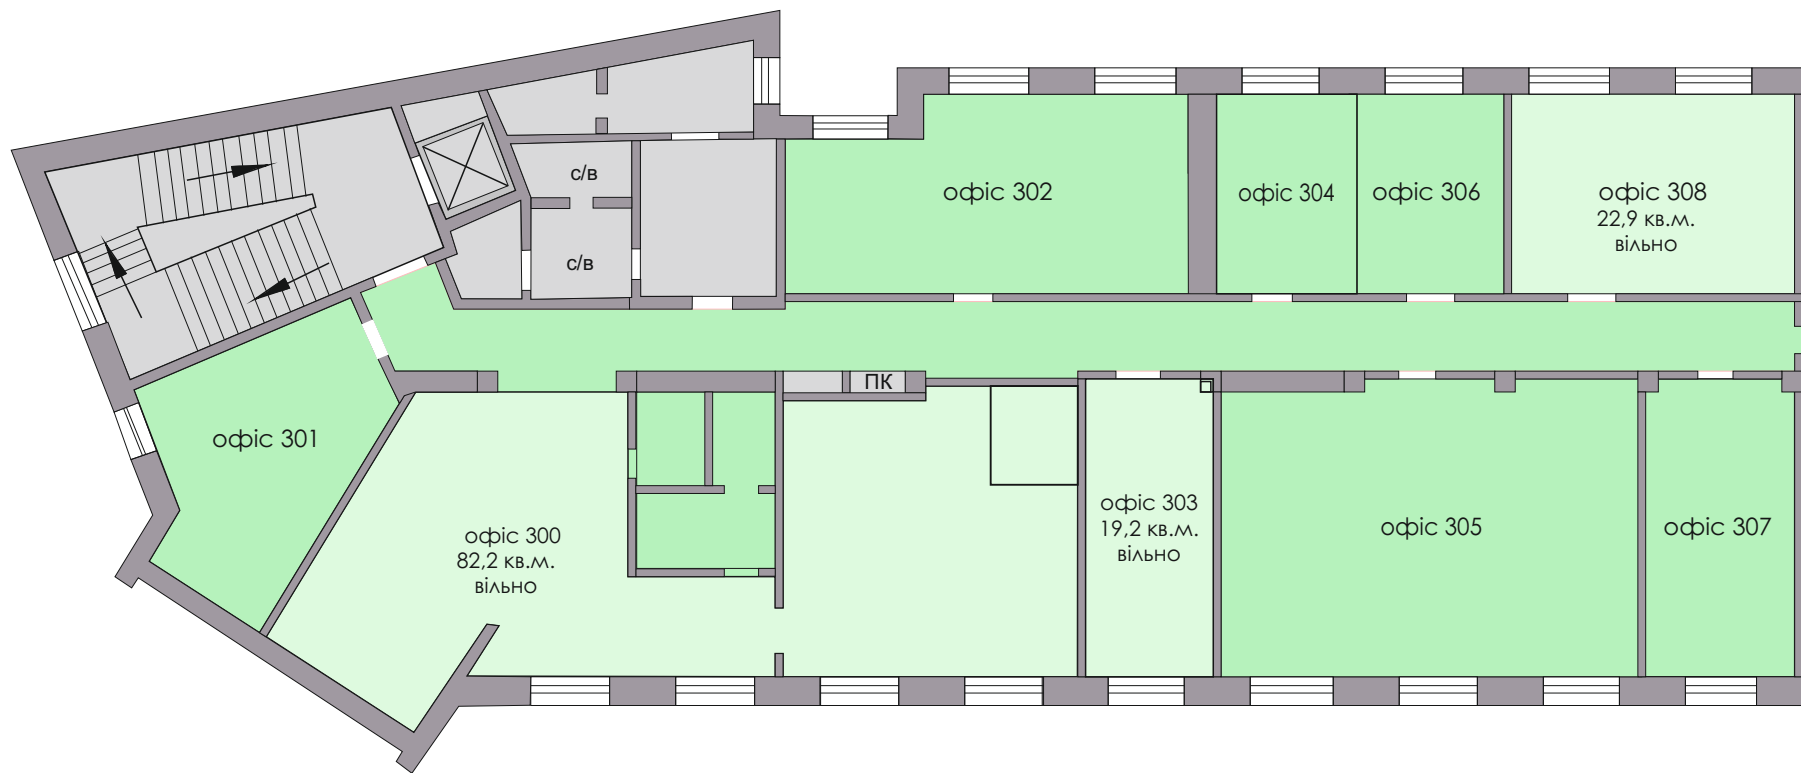 с/в
с/в
офіс 302
офіс 304
офіс 306
офіс 308
22,9 кв.м.
вільно
ПК
офіс 301
офіс 300
82,2 кв.м.
вільно
офіс 303
19,2 кв.м.
вільно
офіс 305
офіс 307